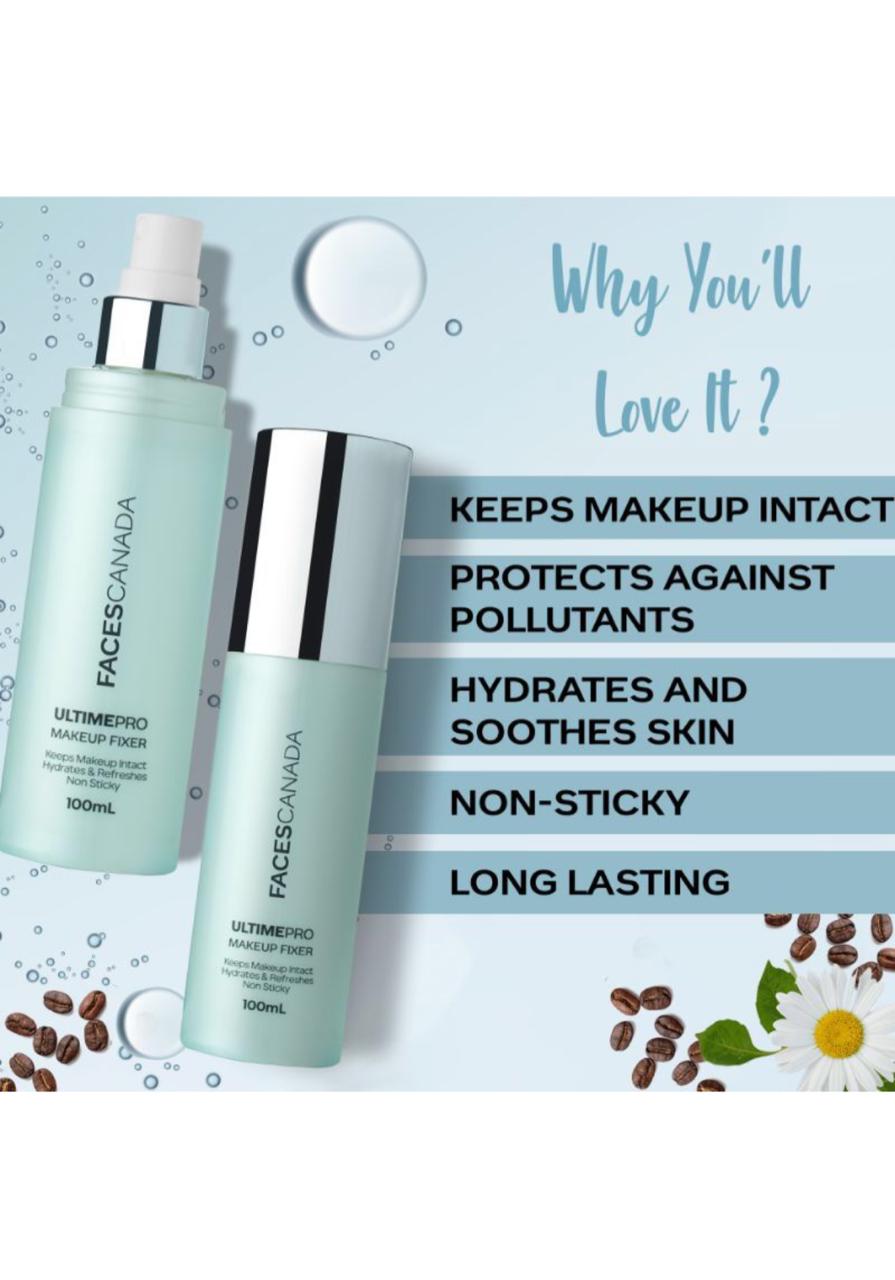 Why You'll
Love It ?
KEEPS MAKEUP INTACT
PROTECTS AGAINST
POLLUTANTS
HYDRATES AND
SOOTHES SKIN
NON-STICKY
LONG LASTING
FACESCANADA
ULTIMEPRO
MAKEUP FIXER
Keeps Makeup Intact
Hydrates & Refreshes
Non Sticky
100mL
FACESCANADA
ULTIMEPRO
MAKEUP FIXER
Keeps Makeup Intact
Hydrates & Refreshes
Non Sticky
100mL